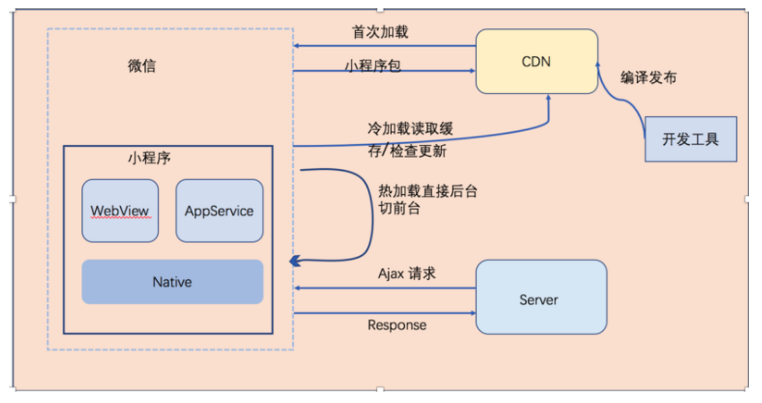 首次加载
CDN
微信
小程序包
编译发布
冷加载读取缓
存/检查更新
开发工具
小程序
热加载直接后台
切前台
WebView
AppService
Ajax 请求
Native
Server
Response